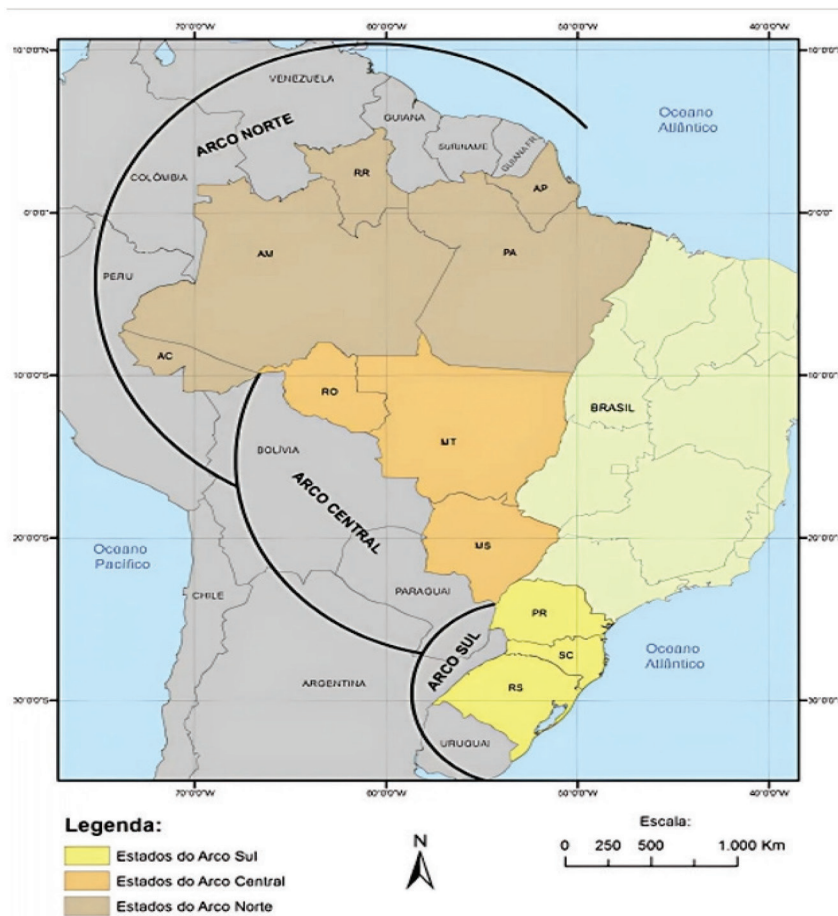 70°0'0"W 60°0'0"W 50°0'0"W 40°0'0"W
10°0'0"N 10°0'0"N
VENEZUELA
Oceano
Atlântico
ARCO NORTE
GUIANA
SURINAME
GUIANA FR.
COLÔMBIA
RR
AP
0°0'0" 0°0'0"
AM
PA
PERU
AC
10°0'0"S 10°0'0"S
RO
BRASIL
MT
BOLÍVIA
ARCO CENTRAL
20°0'0"S 20°0'0"S
MS
Oceano
Pacífico
CHILE
PARAGUAI
PR
ARCO SUL
SC
Oceano
Atlântico
ARGENTINA
RS
30°0'0"S 30°0'0"S
URUGUAI
70°0'0"W 60°0'0"W 50°0'0"W 40°0'0"W
Legenda:
Estados do Arco Sul
Estados do Arco Central
Estados do Arco Norte
N
Escala:
0 250 500 1.000 Km